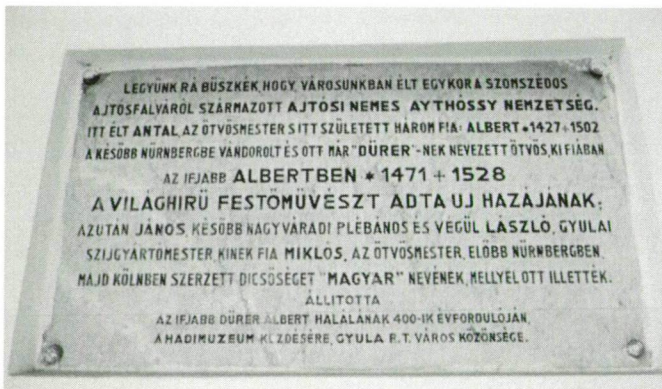 LEGYÜNK RÁ BÜSZKÉK, HOGY, VÁROSUNKBAN ÉLT EGYKOR A SZOMSZÉDOS
AJTÓSFALVÁRÓL SZÁRMAZOTT AJTÓSI NEMES AYTHÓSSY NEMZETSÉG.
ITT ÉLT ANTAL, AZ ÖTVÖSMESTER S ITT SZÜLETETT HÁROM FIA: ALBERT *1427+1502
A KÉSŐBB NÜRNBERGBE VÁNDOROLT ÉS OTT MÁR "DÜRER"-NEK NEVEZETT ÖTVÖS, KI FIÁBAN
AZ IFJABB ALBERTBEN * 1471 + 1528
A VILÁGHIRŰ FESTŐMŰVÉSZT ADTA UJ HAZÁJÁNAK;
AZUTÁN JÁNOS, KÉSŐBB NAGYVÁRADI PLÉBÁNOS ÉS VÉGÜL LÁSZLÓ, GYULAI
SZIJGYÁRTÓMESTER, KINEK FIA MIKLÓS, AZ ÖTVÖSMESTER, ELŐBB NÜRNBERGBEN,
MAJD KÖLNBEN SZERZETT DICSŐSÉGET "MAGYAR" NEVÉNEK, MELLYEL OTT ILLETTÉK.
ÁLLITOTTA
AZ IFJABB DÜRER ALBERT HALÁLÁNAK 400-IK ÉVFORDULÓJÁN,
A HADIMUZEUM KEZDÉSÉRE, GYULA R.T. VÁROS KÖZÖNSÉGE.